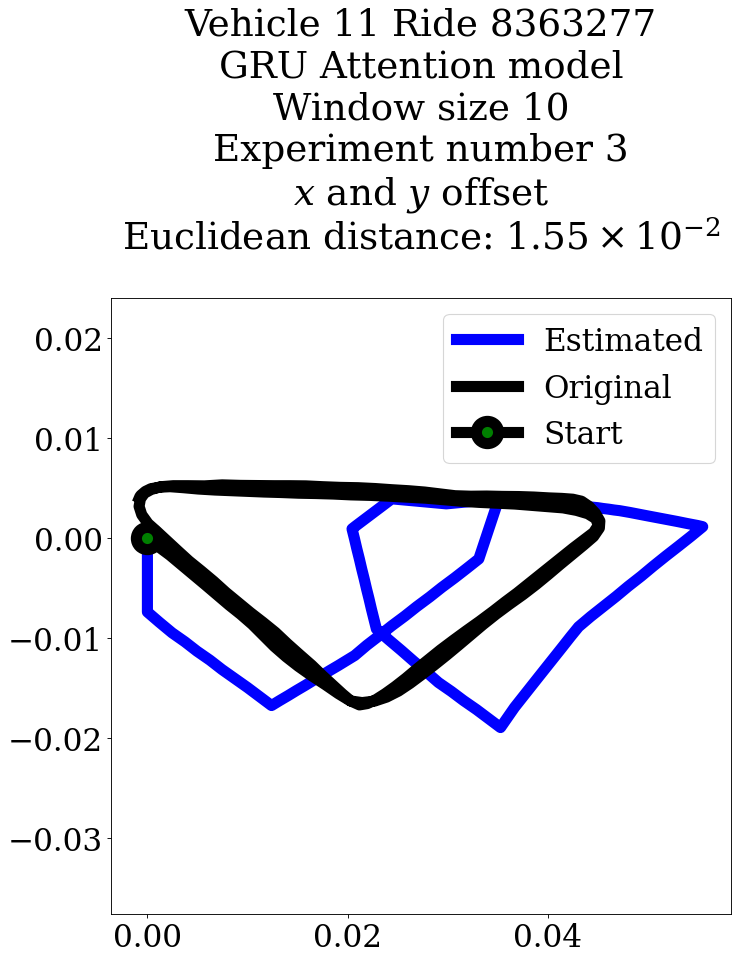 Vehicle 11 Ride 8363277
GRU Attention model
Window size 10
Experiment number 3
x and y offset
Euclidean distance: 1.55 × 10⁻²
Estimated
Original
Start
0.02
0.01
0.00
−0.01
−0.02
−0.03
0.00 0.02 0.04